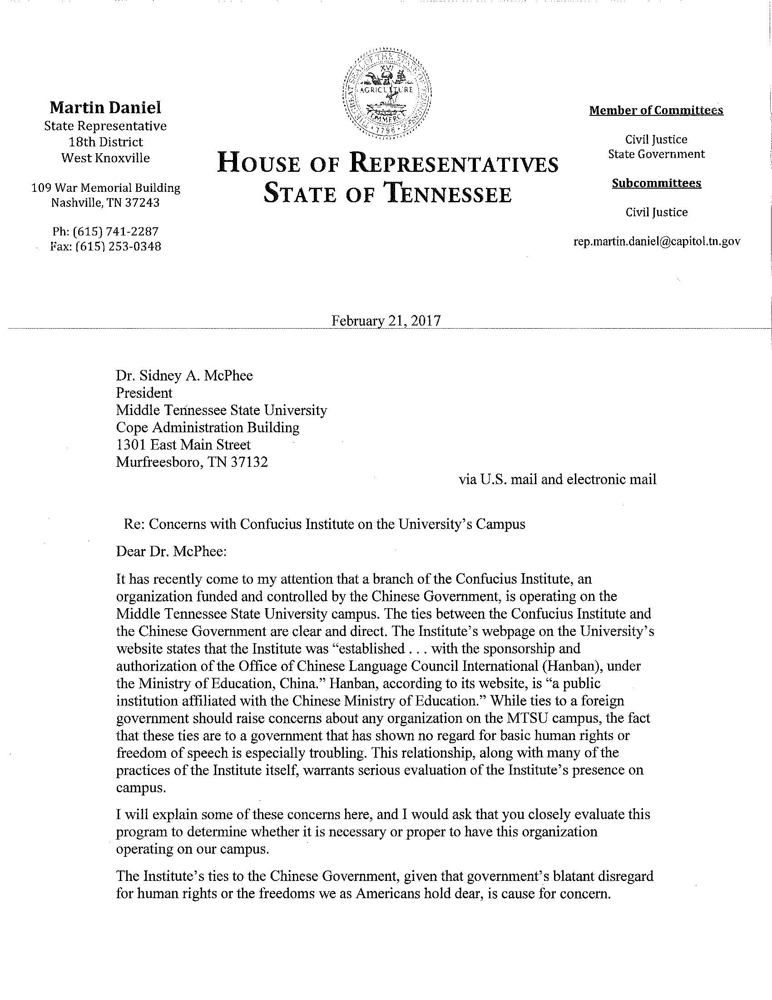 THE GREAT SEAL OF THE STATE OF TENNESSEE
XVI
AGRICULTURE
COMMERCE
1796
Martin Daniel
State Representative
18th District
West Knoxville
109 War Memorial Building
Nashville, TN 37243
Ph: (615) 741-2287
Fax: (615) 253-0348
HOUSE OF REPRESENTATIVES
STATE OF TENNESSEE
Member of Committees
Civil Justice
State Government
Subcommittees
Civil Justice
rep.martin.daniel@capitol.tn.gov
February 21, 2017
Dr. Sidney A. McPhee
President
Middle Tennessee State University
Cope Administration Building
1301 East Main Street
Murfreesboro, TN 37132
via U.S. mail and electronic mail
Re: Concerns with Confucius Institute on the University's Campus
Dear Dr. McPhee:
It has recently come to my attention that a branch of the Confucius Institute, an
organization funded and controlled by the Chinese Government, is operating on the
Middle Tennessee State University campus. The ties between the Confucius Institute and
the Chinese Government are clear and direct. The Institute's webpage on the University's
website states that the Institute was “established . . . with the sponsorship and
authorization of the Office of Chinese Language Council International (Hanban), under
the Ministry of Education, China.” Hanban, according to its website, is “a public
institution affiliated with the Chinese Ministry of Education.” While ties to a foreign
government should raise concerns about any organization on the MTSU campus, the fact
that these ties are to a government that has shown no regard for basic human rights or
freedom of speech is especially troubling. This relationship, along with many of the
practices of the Institute itself, warrants serious evaluation of the Institute's presence on
campus.
I will explain some of these concerns here, and I would ask that you closely evaluate this
program to determine whether it is necessary or proper to have this organization
operating on our campus.
The Institute's ties to the Chinese Government, given that government's blatant disregard
for human rights or the freedoms we as Americans hold dear, is cause for concern.